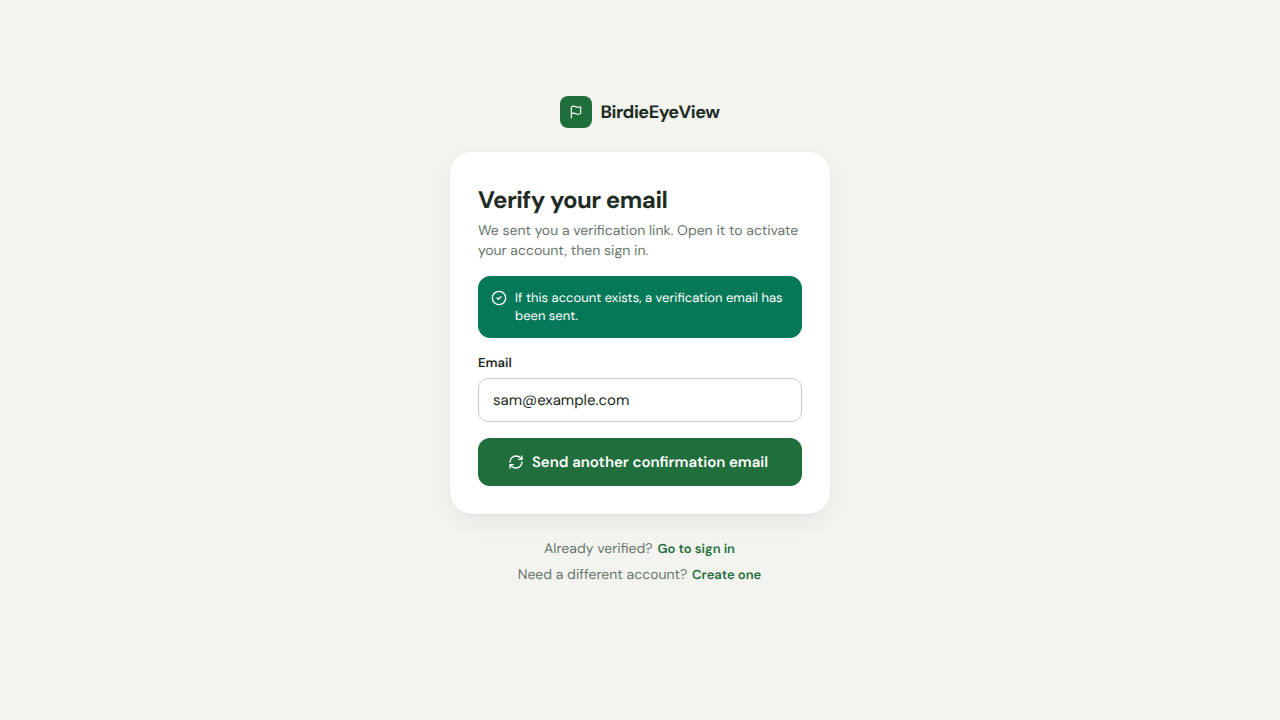 BirdieEyeView
Verify your email
We sent you a verification link. Open it to activate
your account, then sign in.
If this account exists, a verification email has
been sent.
Email
sam@example.com
Send another confirmation email
Already verified? Go to sign in
Need a different account? Create one